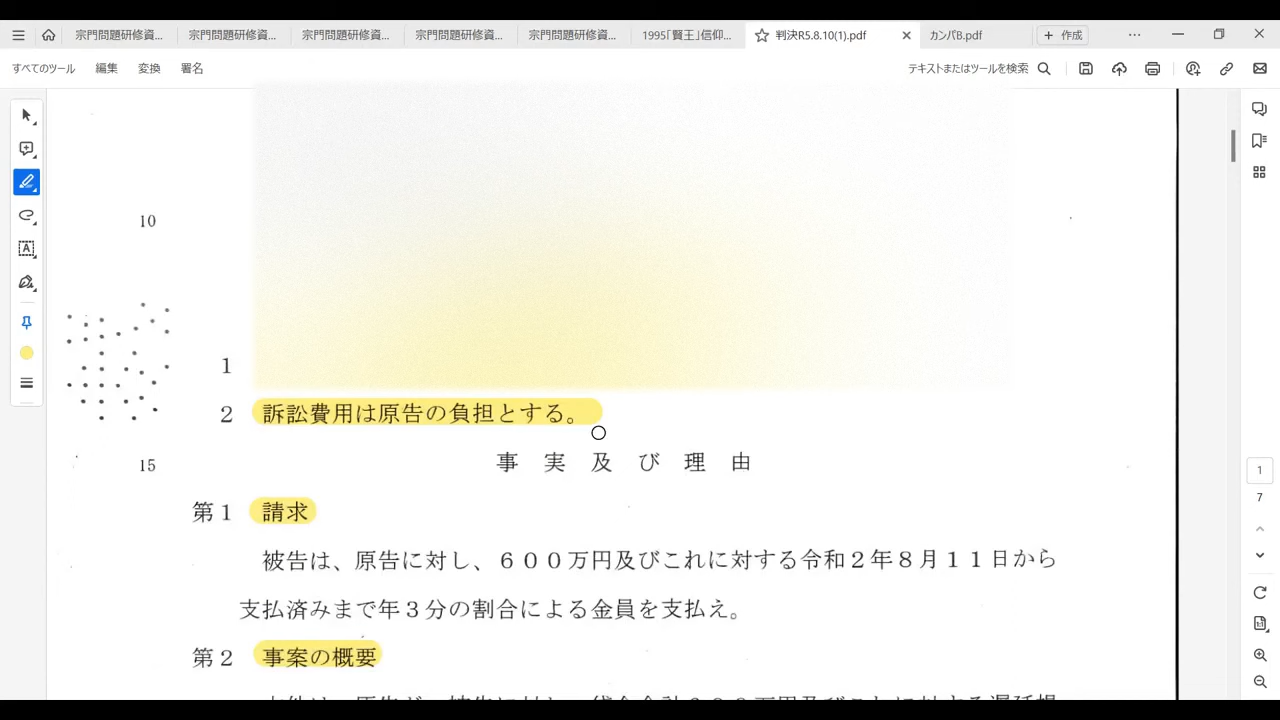 宗門問題研修資...
宗門問題研修資...
宗門問題研修資...
宗門問題研修資...
宗門問題研修資...
1995「賢王」信仰...
判決R5.8.10(1).pdf
カンパB.pdf
作成
すべてのツール
編集
変換
署名
テキストまたはツールを検索
10
1
2 訴訟費用は原告の負担とする。
事実及び理由
15
第1 請求
被告は、原告に対し、600万円及びこれに対する令和2年8月11日から
支払済みまで年3分の割合による金員を支払え。
第2 事案の概要
1
7